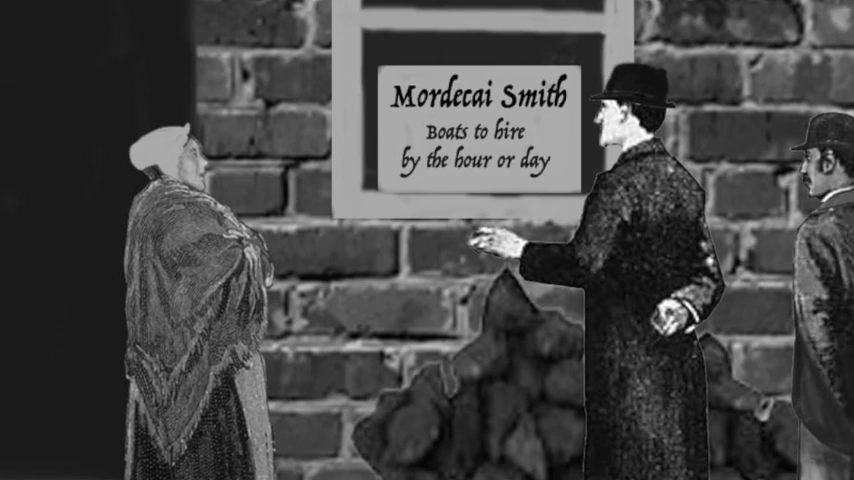 Mordecai Smith
Boats to hire
by the hour or day